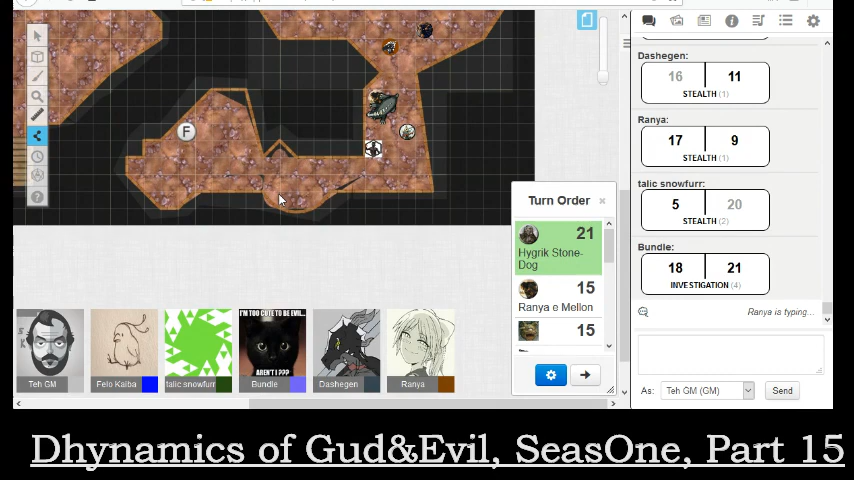 F
Dashegen:
16 11
STEALTH (1)
Ranya:
17 9
STEALTH (1)
talic snowfurr:
5 20
STEALTH (2)
Bundle:
18 21
INVESTIGATION (4)
Ranya is typing...
As: Teh GM (GM) Send
Turn Order ×
21
Hygrik Stone-
Dog
15
Ranya e Mellon
15
I'M TOO CUTE TO BE EVIL...
AREN'T I ???
Teh GM
Felo Kaiba
talic snowfurr
Bundle
Dashegen
Ranya
Dhynamics of Gud&Evil, SeasOne, Part 15